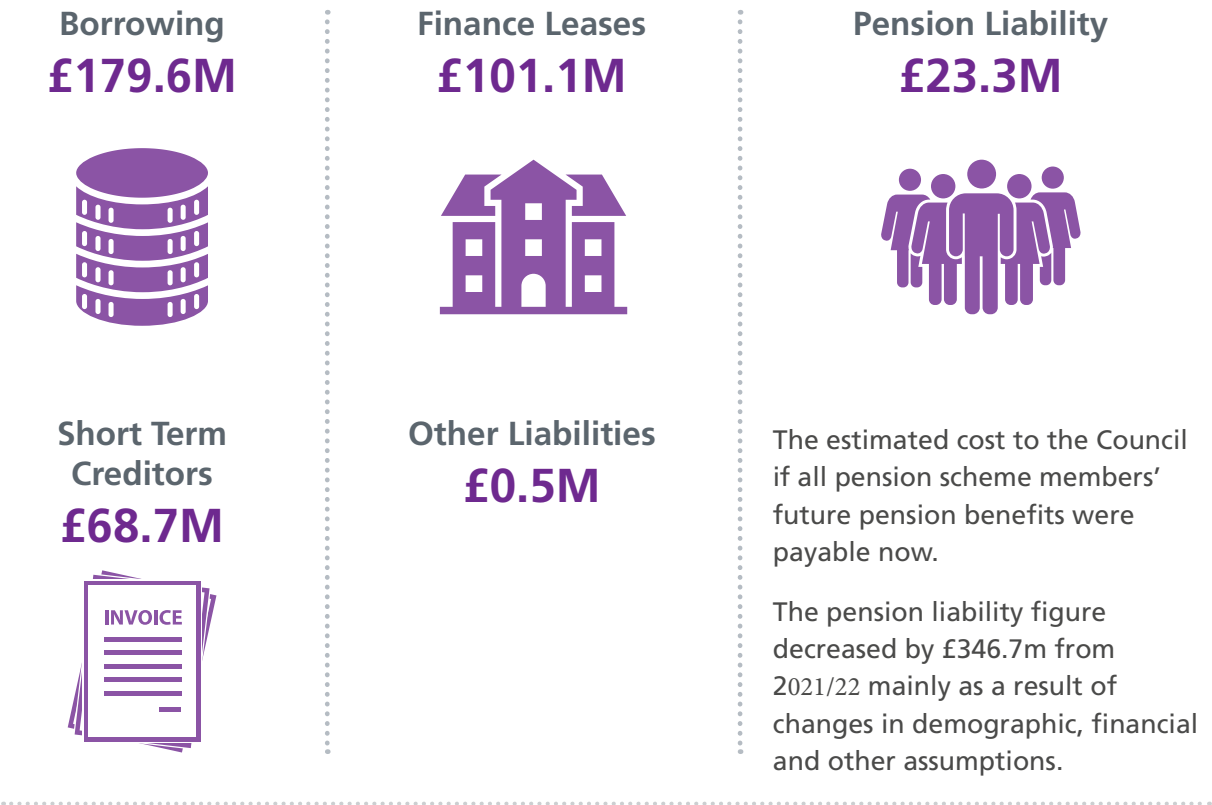 Borrowing
£179.6M
Finance Leases
£101.1M
Pension Liability
£23.3M
Short Term
Creditors
£68.7M
INVOICE
Other Liabilities
£0.5M
The estimated cost to the Council
if all pension scheme members’
future pension benefits were
payable now.
The pension liability figure
decreased by £346.7m from
2021/22 mainly as a result of
changes in demographic, financial
and other assumptions.